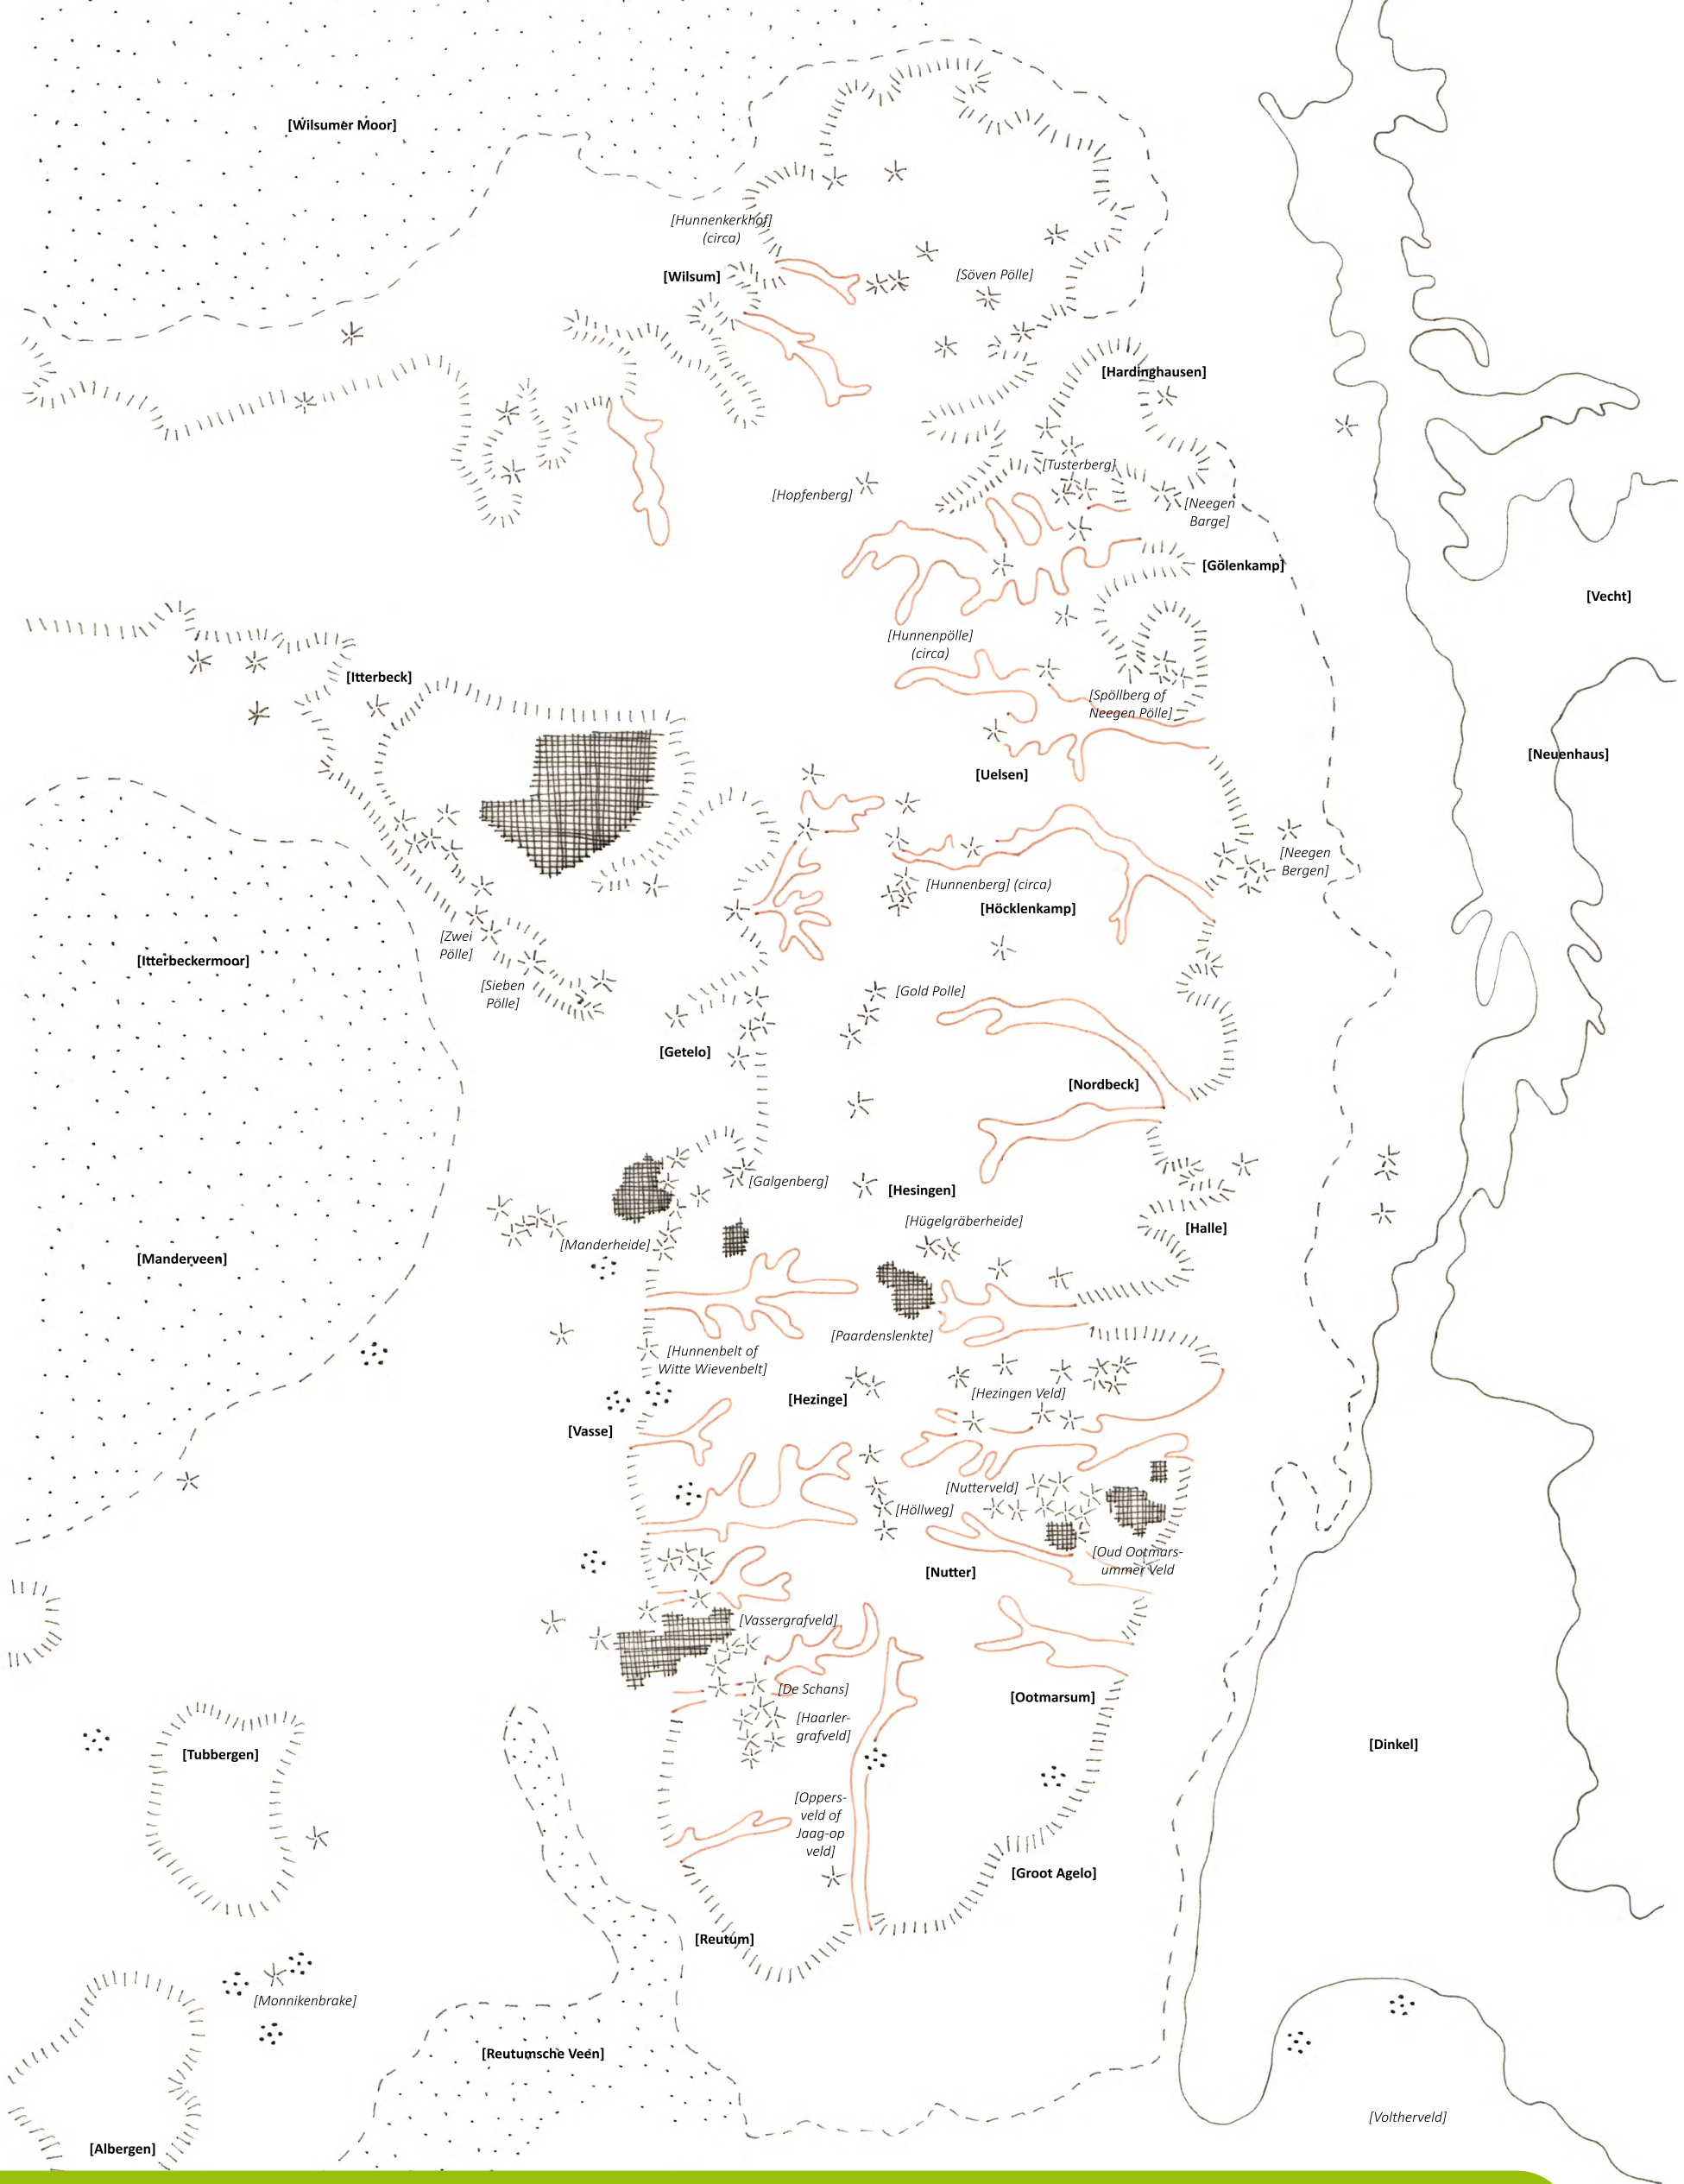 [Wilsumer Moor]
[Hunnenkerkhof]
(circa)
[Wilsum]
[Söven Pölle]
[Hardinghausen]
[Tusterberg]
[Hopfenberg]
[Neegen
Barge]
[Gölenkamp]
[Vecht]
[Hunnenpölle]
(circa)
[Itterbeck]
[Spöllberg of
Neegen Pölle]
[Neuenhaus]
[Uelsen]
[Neegen
Bergen]
[Hunnenberg] (circa)
[Höcklenkamp]
[Zwei
Pölle]
[Itterbeckermoor]
[Sieben
Pölle]
[Gold Polle]
[Getelo]
[Nordbeck]
[Galgenberg]
[Hesingen]
[Hügelgräberheide]
[Halle]
[Manderheide]
[Manderveen]
[Paardenslenkte]
[Hunnenbelt of
Witte Wievenbelt]
[Hezingen Veld]
[Hezinge]
[Vasse]
[Nutterveld]
[Höllweg]
[Oud Ootmars-
ummer Veld
[Nutter]
[Vassergrafveld]
[De Schans]
[Ootmarsum]
[Haarler-
grafveld]
[Dinkel]
[Tubbergen]
[Oppers-
veld of
Jaag-op
veld]
[Groot Agelo]
[Reutum]
[Monnikenbrake]
[Reutumsche Veen]
[Voltherveld]
[Albergen]